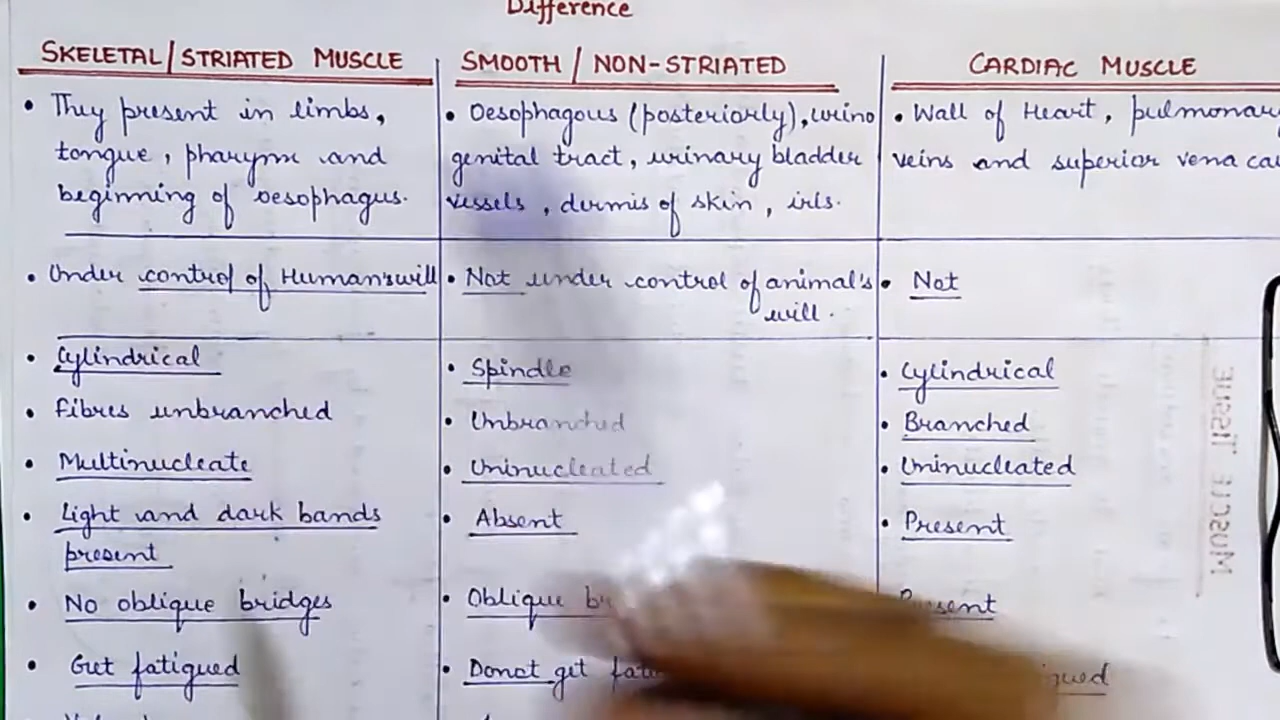 Difference
SKELETAL/STRIATED MUSCLE
• They present in limbs,
tongue, pharynx and
beginning of oesophagus.
• Under control of Human's will
• Cylindrical
• fibres unbranched
• Multinucleate
• Light and dark bands
present
• No oblique bridges
• Get fatigued
SMOOTH / NON-STRIATED
• Oesophagous (posteriorly), urino
genital tract, urinary bladder
vessels, dermis of skin, iris.
• Not under control of animal's
will.
• Spindle
• Unbranched
• Uninucleated
• Absent
• Oblique
• Donot get
CARDIAC MUSCLE
• Wall of Heart, pulmonary
veins and superior vena
• Not
• Cylindrical
• Branched
• Uninucleated
• Present
Present
MUSCLE TISSUE